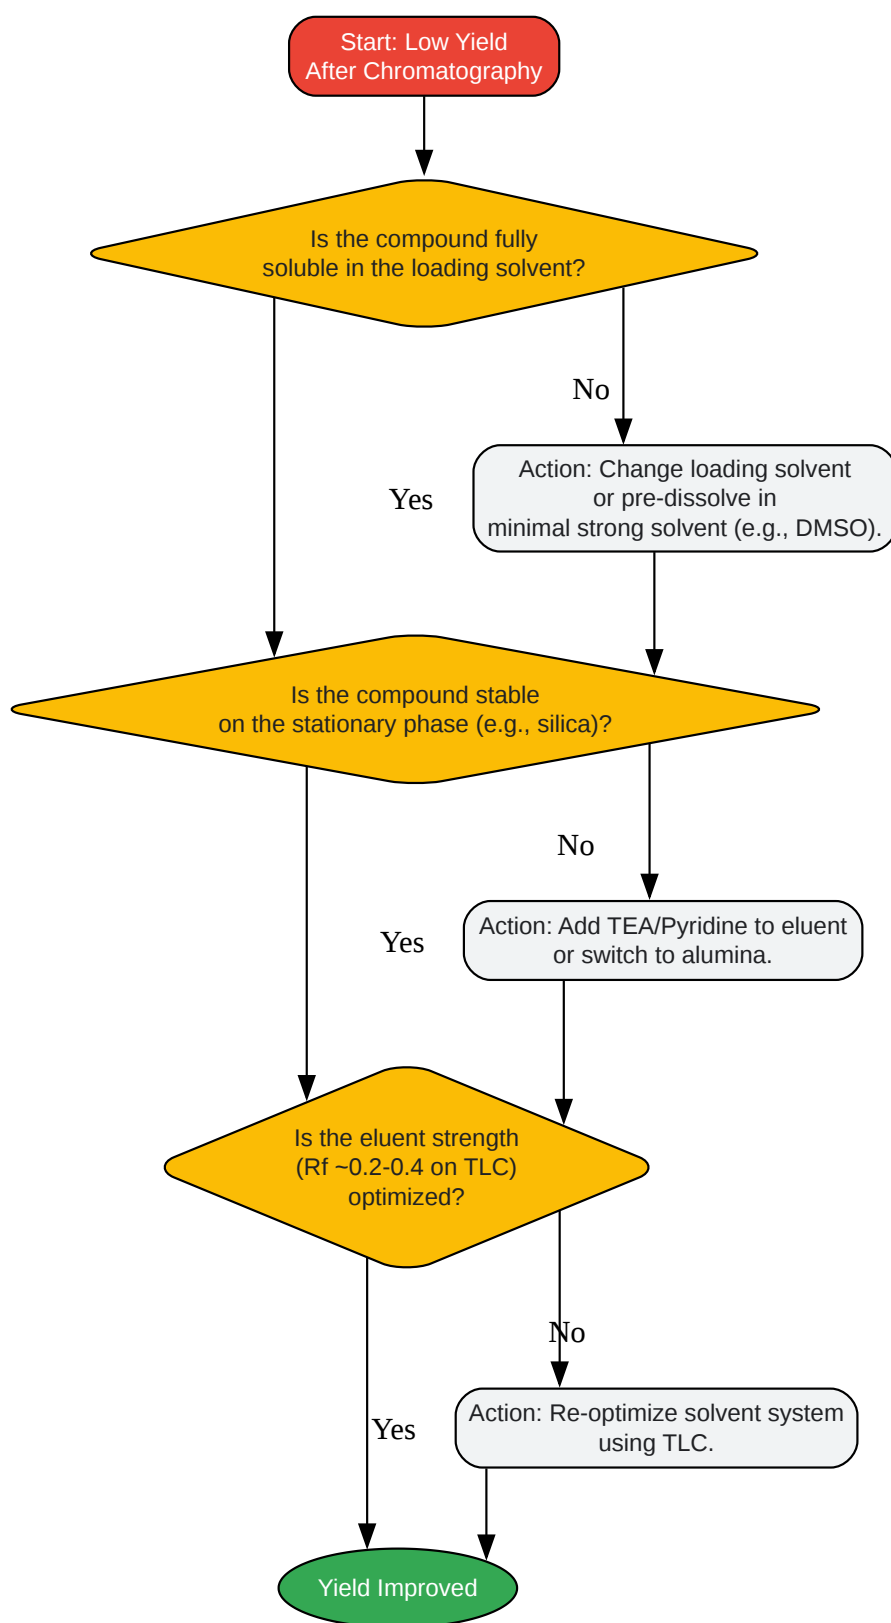 Start: Low Yield
After Chromatography
Is the compound fully
soluble in the loading solvent?
No
Yes
Action: Change loading solvent
or pre-dissolve in
minimal strong solvent (e.g., DMSO).
Is the compound stable
on the stationary phase (e.g., silica)?
No
Yes
Action: Add TEA/Pyridine to eluent
or switch to alumina.
Is the eluent strength
(Rf ~0.2-0.4 on TLC)
optimized?
No
Yes
Action: Re-optimize solvent system
using TLC.
Yield Improved